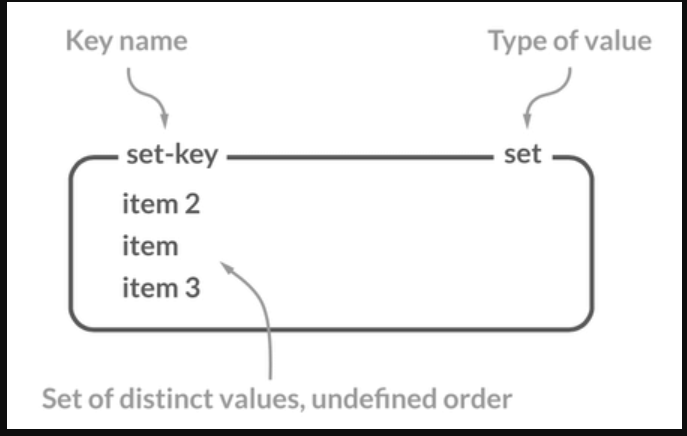 Key name
Type of value
set-key
set
item 2
item
item 3
Set of distinct values, undefined order